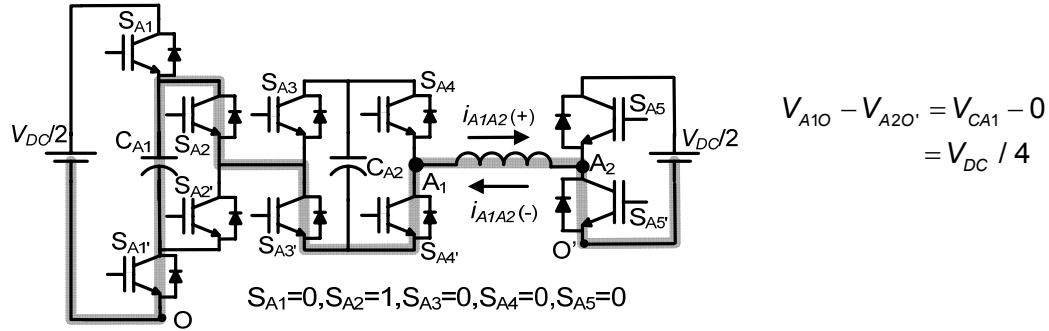 S_A1
S_A3
S_A4
V_DC/2
C_A1
S_A2
S_A2'
C_A2
i_A1A2(+)
S_A5
V_DC/2
A_1
A_2
i_A1A2(-)
S_A1'
S_A3'
S_A4'
S_A5'
O
O'
S_A1=0,S_A2=1,S_A3=0,S_A4=0,S_A5=0
V_A1O − V_A2O' = V_CA1 − 0
= V_DC / 4